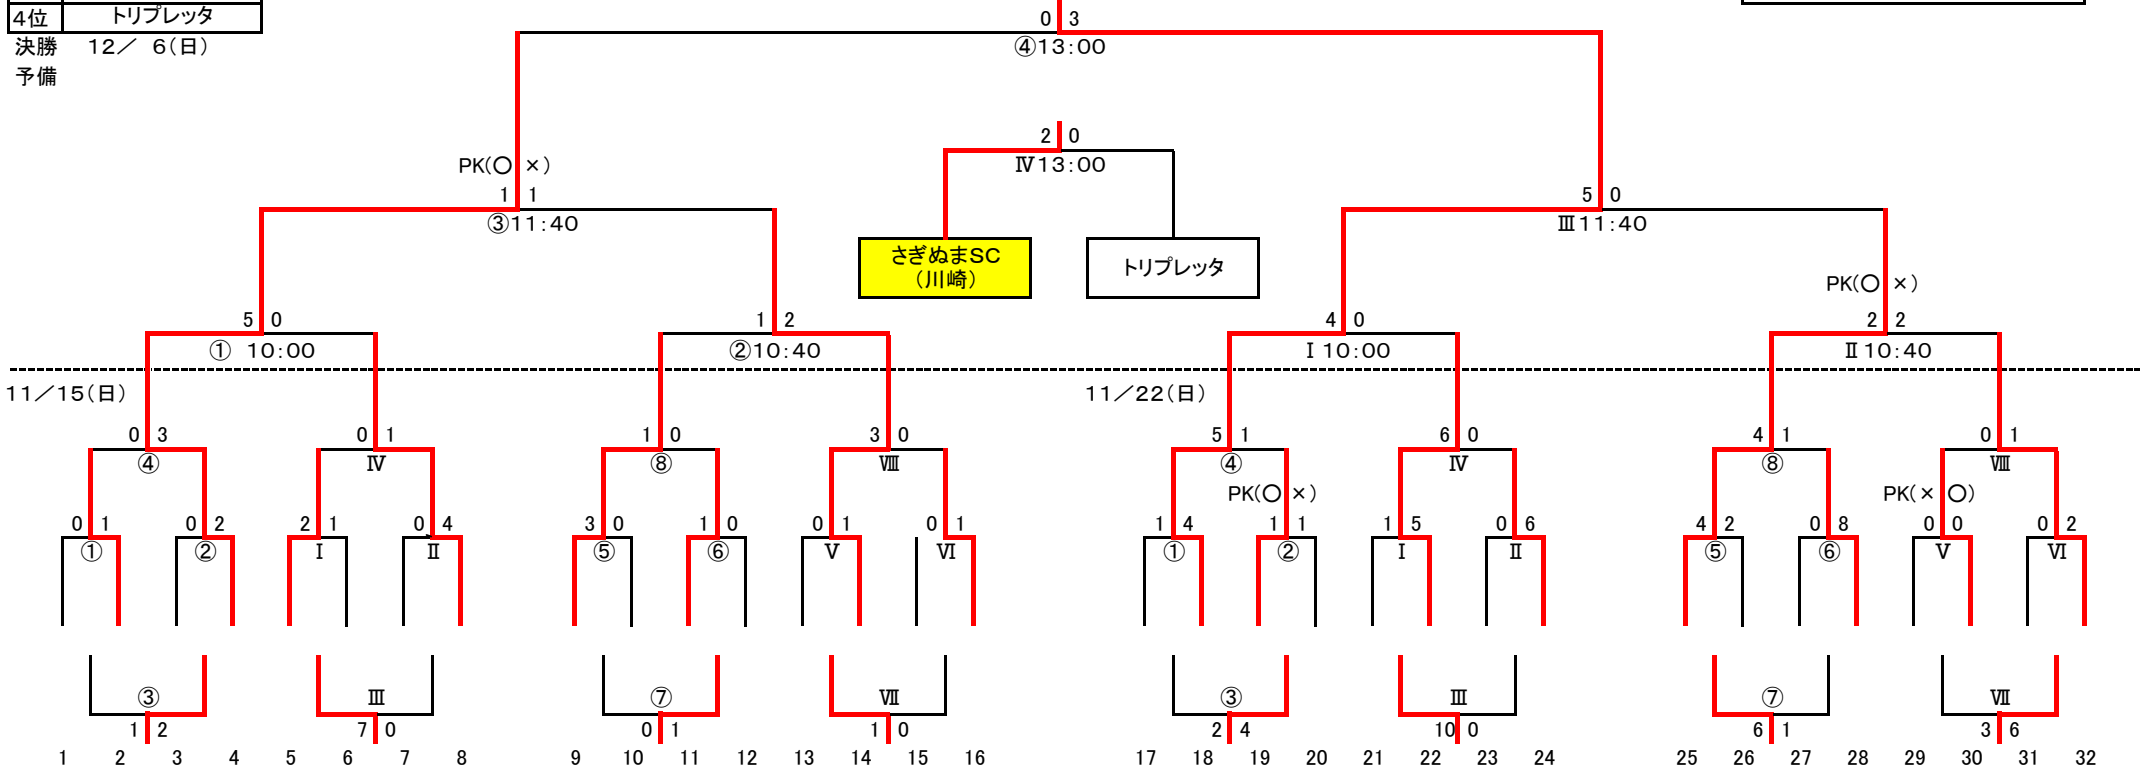 4位 トリプレッタ
決勝 12／ 6(日)
予備
0 3
④13:00
2 0
Ⅳ13:00
PK(〇 ×)
1 1
③11:40
5 0
Ⅲ11:40
さぎぬまSC
（川崎）
トリプレッタ
PK(〇 ×)
5 0
① 10:00
1 2
②10:40
4 0
Ⅰ10:00
2 2
Ⅱ10:40
11／15(日)
11／22(日)
0 3 0 1 1 0 3 0 5 1 6 0 4 1 0 1
④ Ⅳ ⑧ Ⅷ ④ Ⅳ ⑧ Ⅷ
PK(〇 ×) PK(× 〇)
0 1 0 2 2 1 0 4 3 0 1 0 0 1 0 1 1 4 1 1 1 5 0 6 4 2 0 8 0 0 0 2
① ② Ⅰ Ⅱ ⑤ ⑥ Ⅴ Ⅵ ① ② Ⅰ Ⅱ ⑤ ⑥ Ⅴ Ⅵ
③ Ⅲ ⑦ Ⅶ ③ Ⅲ ⑦ Ⅶ
1 2 7 0 0 1 1 0 2 4 10 0 6 1 3 6
1 2 3 4 5 6 7 8 9 10 11 12 13 14 15 16 17 18 19 20 21 22 23 24 25 26 27 28 29 30 31 32